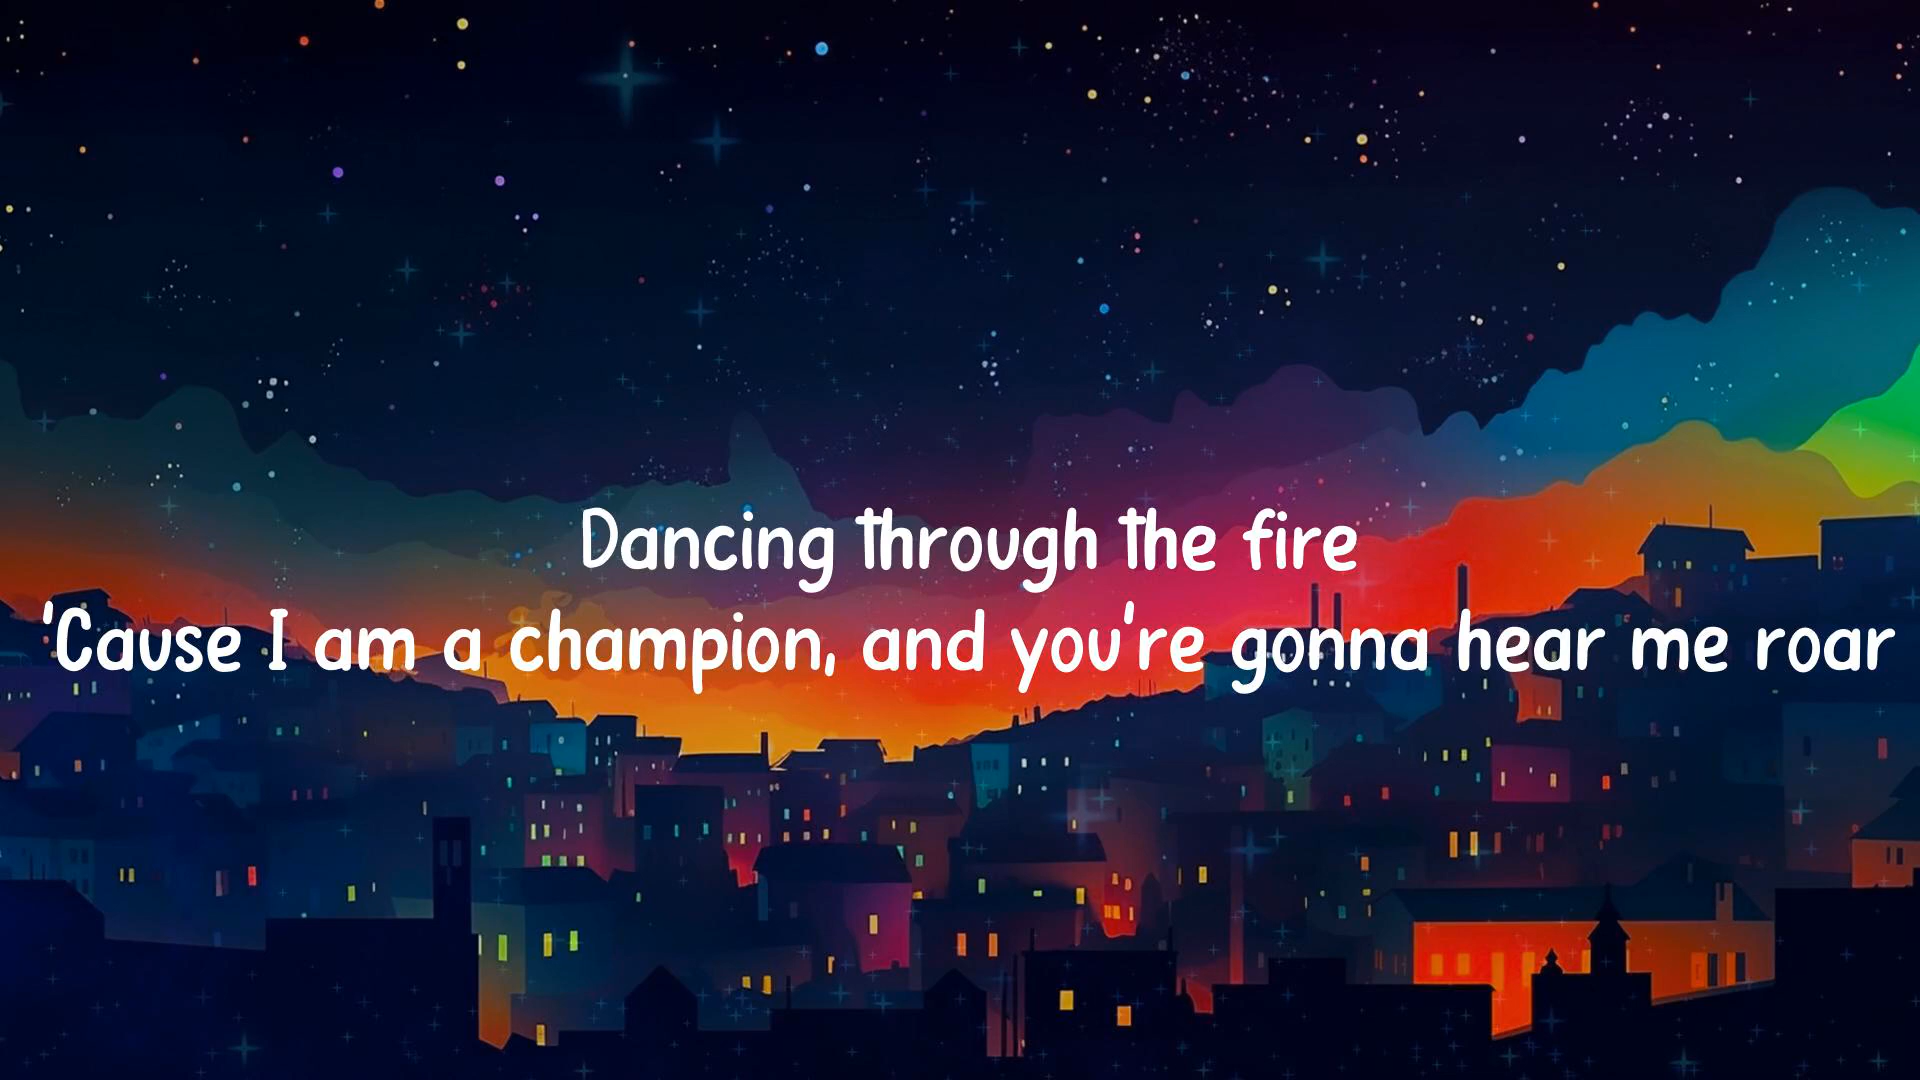 Dancing through the fire
'Cause I am a champion, and you're gonna hear me roar